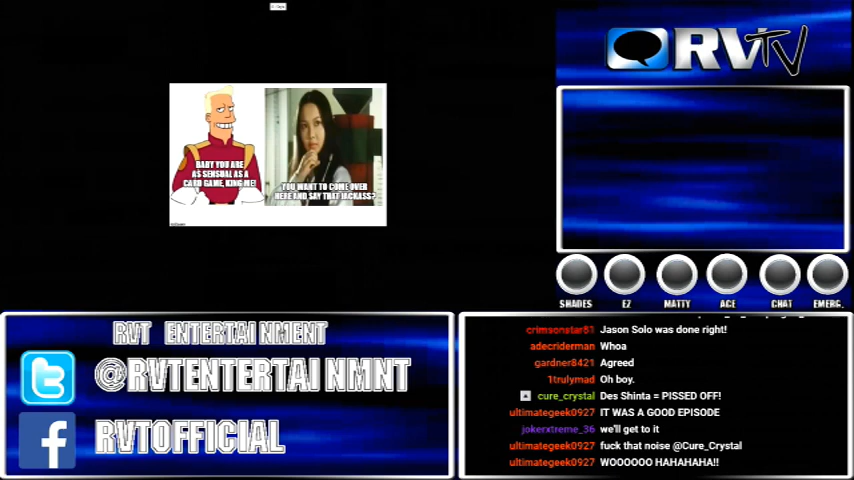 RVTV
BABY YOU ARE
AS SENSUAL AS A
CARD GAME, KING ME!
YOU WANT TO COME OVER
HERE AND SAY THAT JACKASS?
SHADES
EZ
MATTY
ACE
CHAT
EMERG.
RVT ENTERTAINMENT
@RVTENTERTAINMNT
RVTOFFICIAL
crimsonstar81 Jason Solo was done right!
adecriderman Whoa
gardner8421 Agreed
1trulymad Oh boy.
cure_crystal Des Shinta = PISSED OFF!
ultimategeek0927 IT WAS A GOOD EPISODE
jokerxtreme_36 we'll get to it
ultimategeek0927 fuck that noise @Cure_Crystal
ultimategeek0927 WOOOOOO HAHAHAHA!!